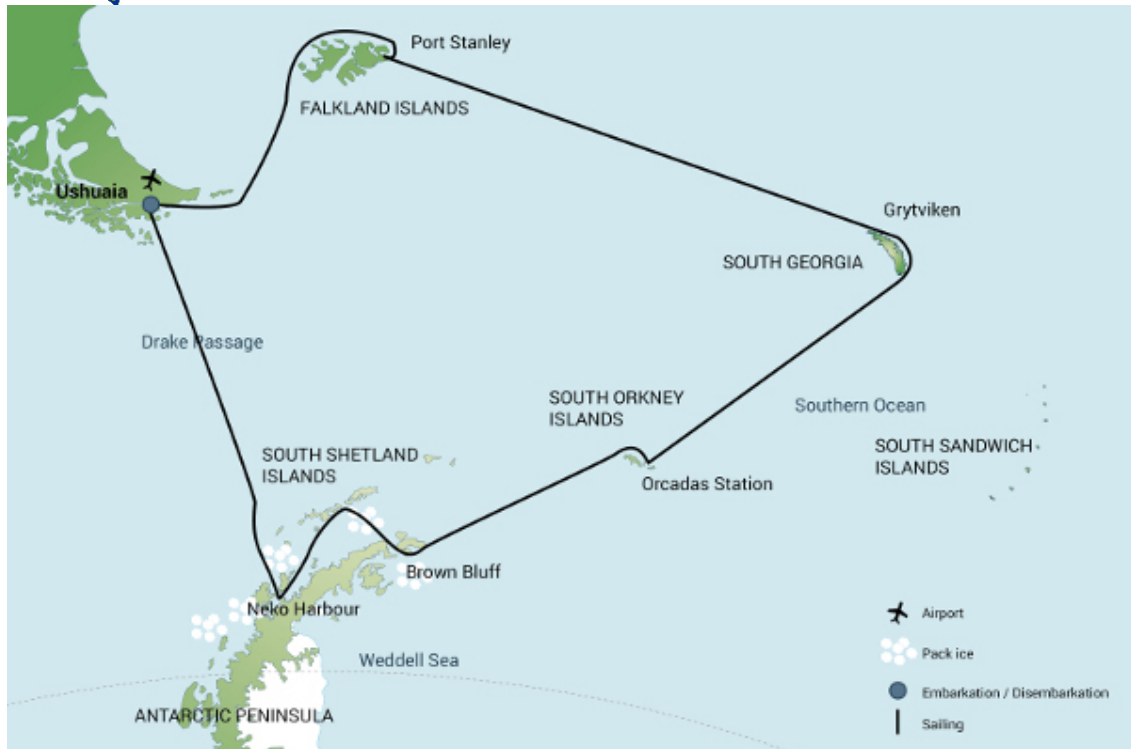 Port Stanley
FALKLAND ISLANDS
Ushuaia
Grytviken
SOUTH GEORGIA
Drake Passage
SOUTH ORKNEY
ISLANDS
Southern Ocean
SOUTH SHETLAND
ISLANDS
SOUTH SANDWICH
ISLANDS
Orcadas Station
Brown Bluff
Neko Harbour
Weddell Sea
ANTARCTIC PENINSULA
Airport
Pack ice
Embarkation / Disembarkation
Sailing